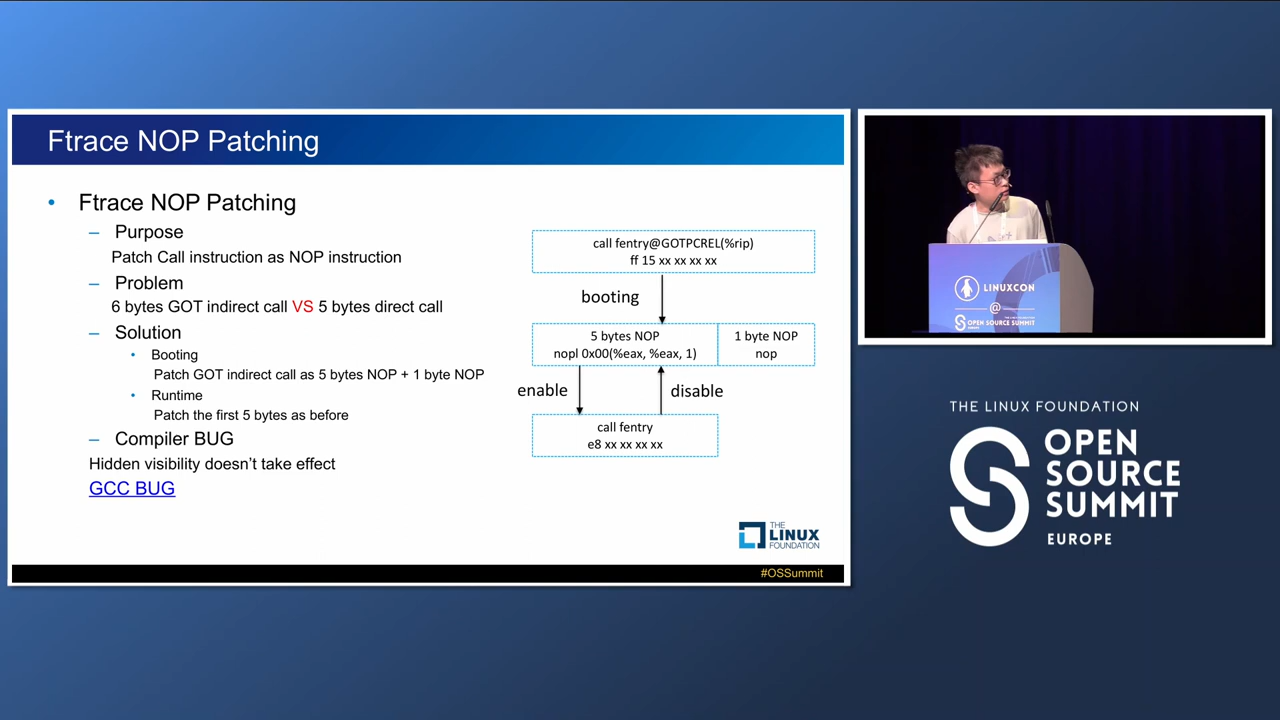 Ftrace NOP Patching
• Ftrace NOP Patching
– Purpose
Patch Call instruction as NOP instruction
– Problem
6 bytes GOT indirect call VS 5 bytes direct call
– Solution
• Booting
Patch GOT indirect call as 5 bytes NOP + 1 byte NOP
• Runtime
Patch the first 5 bytes as before
– Compiler BUG
Hidden visibility doesn't take effect
GCC BUG
call fentry@GOTPCREL(%rip)
ff 15 xx xx xx xx
booting
5 bytes NOP
nopl 0x00(%eax, %eax, 1)
1 byte NOP
nop
enable
disable
call fentry
e8 xx xx xx xx
THE
LINUX
FOUNDATION
#OSSummit
LINUXCON
@
OPEN SOURCE SUMMIT
THE LINUX FOUNDATION
OPEN
SOURCE
SUMMIT
EUROPE